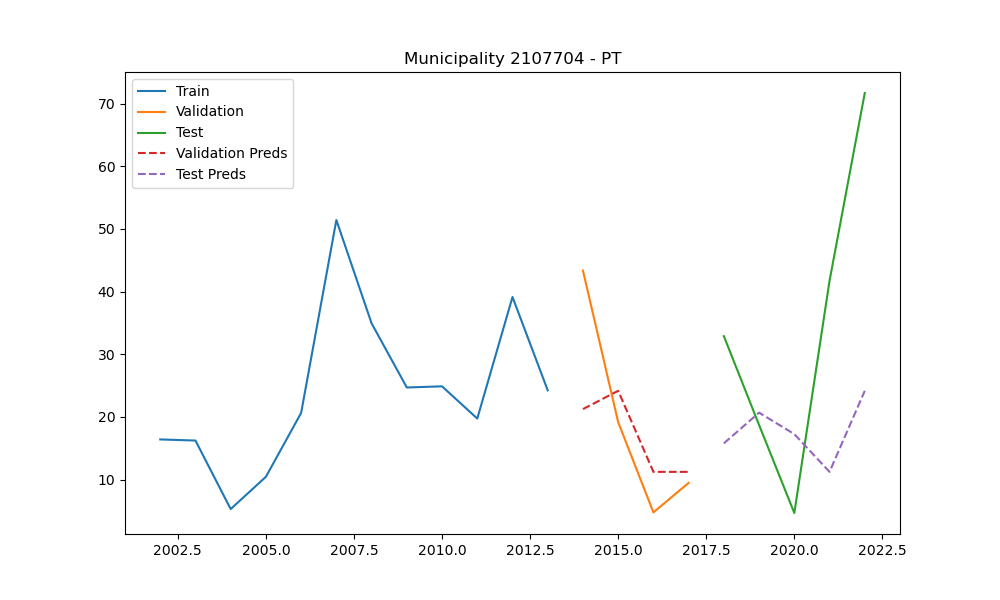 Municipality 2107704 - PT
Train
Validation
Test
Validation Preds
Test Preds
70
60
50
40
30
20
10
2002.5 2005.0 2007.5 2010.0 2012.5 2015.0 2017.5 2020.0 2022.5